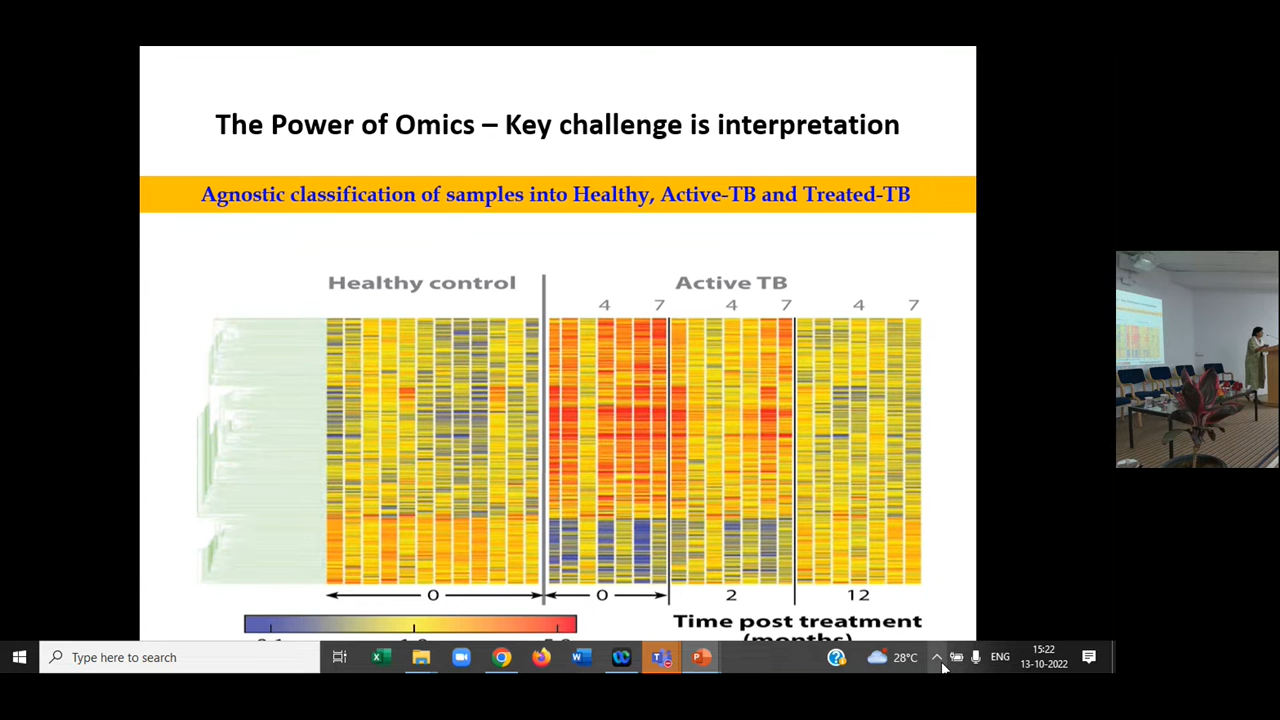 The Power of Omics – Key challenge is interpretation
Agnostic classification of samples into Healthy, Active-TB and Treated-TB
Healthy control
Active TB
4 7 4 7 4 7
0 0 2 12
Time post treatment
(months)
Type here to search
28°C
ENG
15:22
13-10-2022